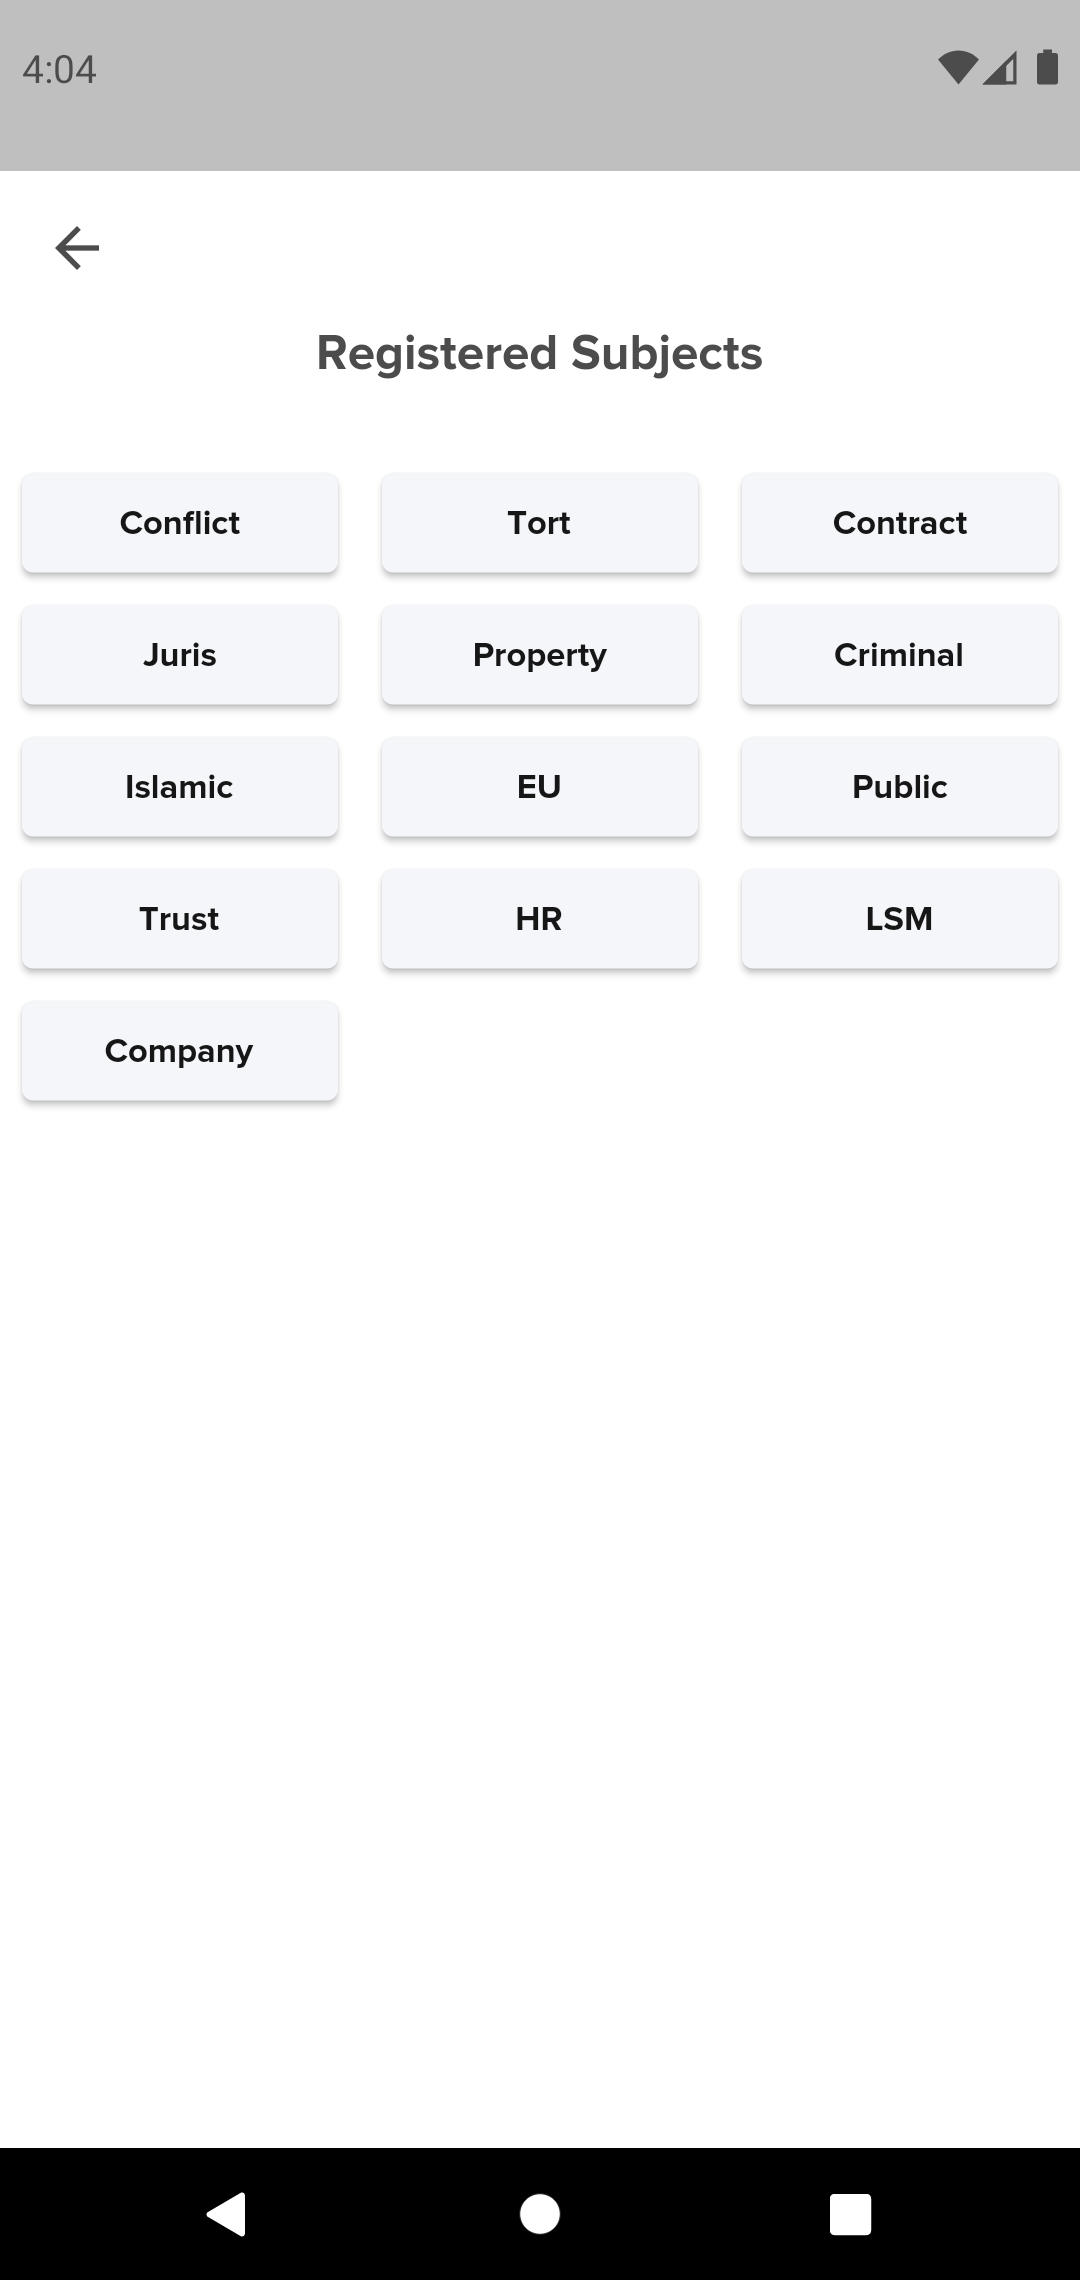 4:04
Registered Subjects
Conflict Tort Contract
Juris Property Criminal
Islamic EU Public
Trust HR LSM
Company